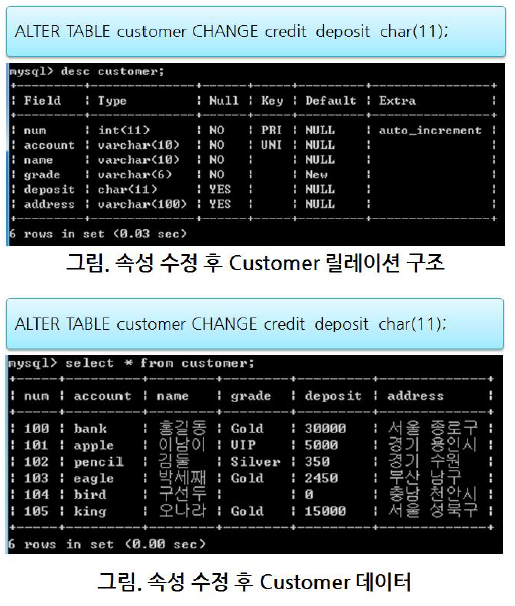 ALTER TABLE customer CHANGE credit deposit char(11);
mysql> desc customer;
+----------+--------------+------+-----+---------+----------------+
| Field | Type | Null | Key | Default | Extra |
+----------+--------------+------+-----+---------+----------------+
| num | int(11) | NO | PRI | NULL | auto_increment |
| account | varchar(10) | NO | UNI | NULL | |
| name | varchar(10) | NO | | NULL | |
| grade | varchar(6) | NO | | New | |
| deposit | char(11) | YES | | NULL | |
| address | varchar(100) | YES | | NULL | |
+----------+--------------+------+-----+---------+----------------+
6 rows in set (0.03 sec)
그림. 속성 수정 후 Customer 릴레이션 구조
ALTER TABLE customer CHANGE credit deposit char(11);
mysql> select * from customer;
+-----+---------+--------+--------+---------+---------------+
| num | account | name | grade | deposit | address |
+-----+---------+--------+--------+---------+---------------+
| 100 | bank | 홍길동 | Gold | 30000 | 서울 종로구 |
| 101 | apple | 이남이 | VIP | 5000 | 경기 용인시 |
| 102 | pencil | 김둘 | Silver | 350 | 경기 수원 |
| 103 | eagle | 박세째 | Gold | 2450 | 부산 남구 |
| 104 | bird | 구선두 | | 0 | 충남 천안시 |
| 105 | king | 오나라 | Gold | 15000 | 서울 성북구 |
+-----+---------+--------+--------+---------+---------------+
6 rows in set (0.00 sec)
그림. 속성 수정 후 Customer 데이터